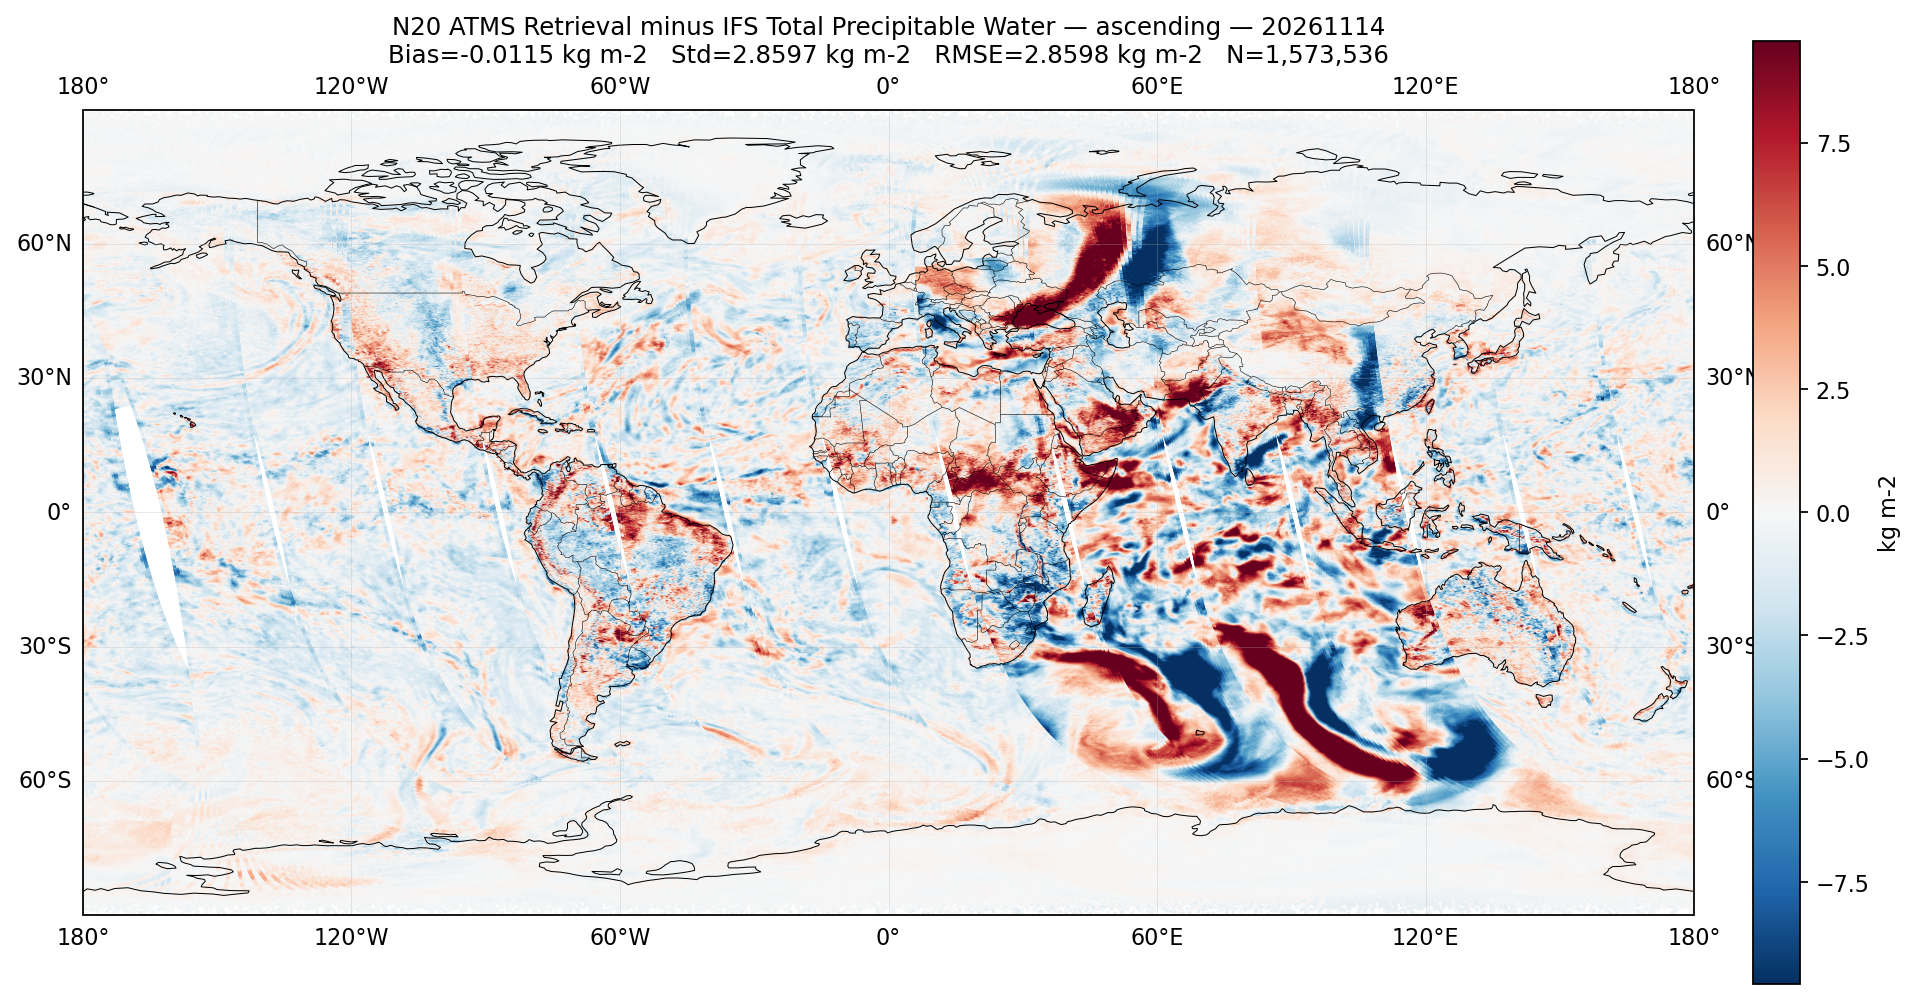 N20 ATMS Retrieval minus IFS Total Precipitable Water — ascending — 20261114
Bias=-0.0115 kg m-2   Std=2.8597 kg m-2   RMSE=2.8598 kg m-2   N=1,573,536
180° 120°W 60°W 0° 60°E 120°E 180°
60°N 60°N
30°N 30°N
0° 0°
30°S 30°S
60°S 60°S
180° 120°W 60°W 0° 60°E 120°E 180°
7.5
5.0
2.5
0.0
−2.5
−5.0
−7.5
kg m-2